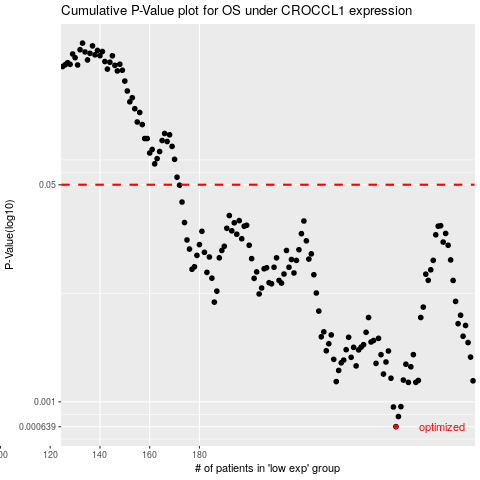 Cumulative P-Value plot for OS under CROCCL1 expression
P-Value(log10)
0.05
0.001
0.000639
optimized
00 120 140 160 180
# of patients in 'low exp' group